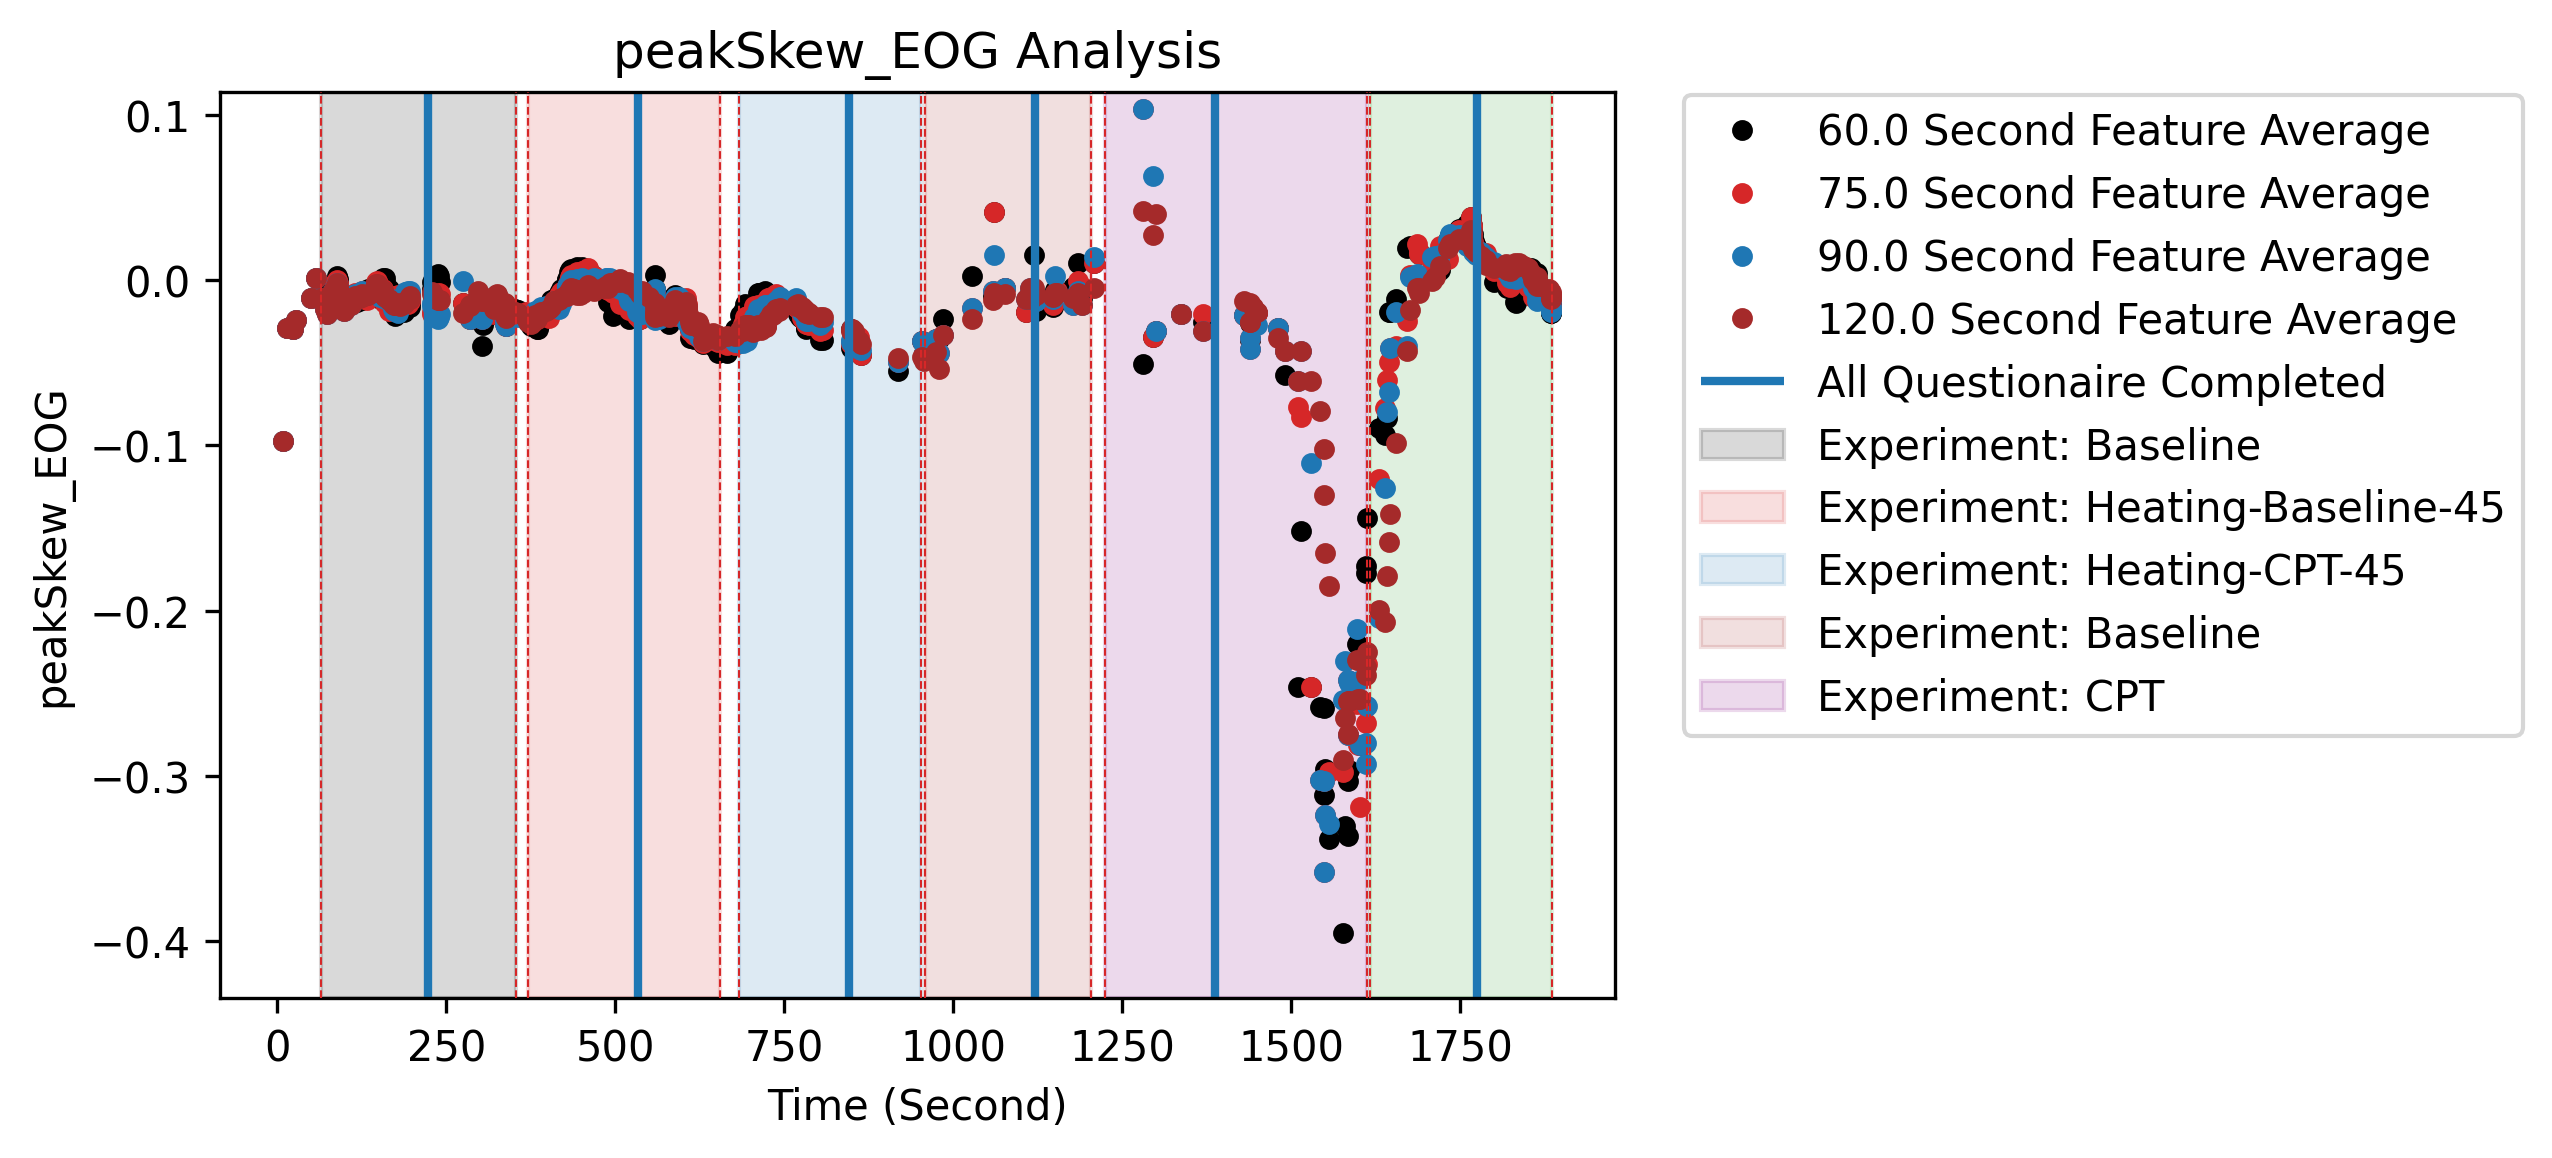 peakSkew_EOG Analysis
0.1
0.0
−0.1
−0.2
−0.3
−0.4
peakSkew_EOG
0 250 500 750 1000 1250 1500 1750
Time (Second)
60.0 Second Feature Average
75.0 Second Feature Average
90.0 Second Feature Average
120.0 Second Feature Average
All Questionaire Completed
Experiment: Baseline
Experiment: Heating-Baseline-45
Experiment: Heating-CPT-45
Experiment: Baseline
Experiment: CPT